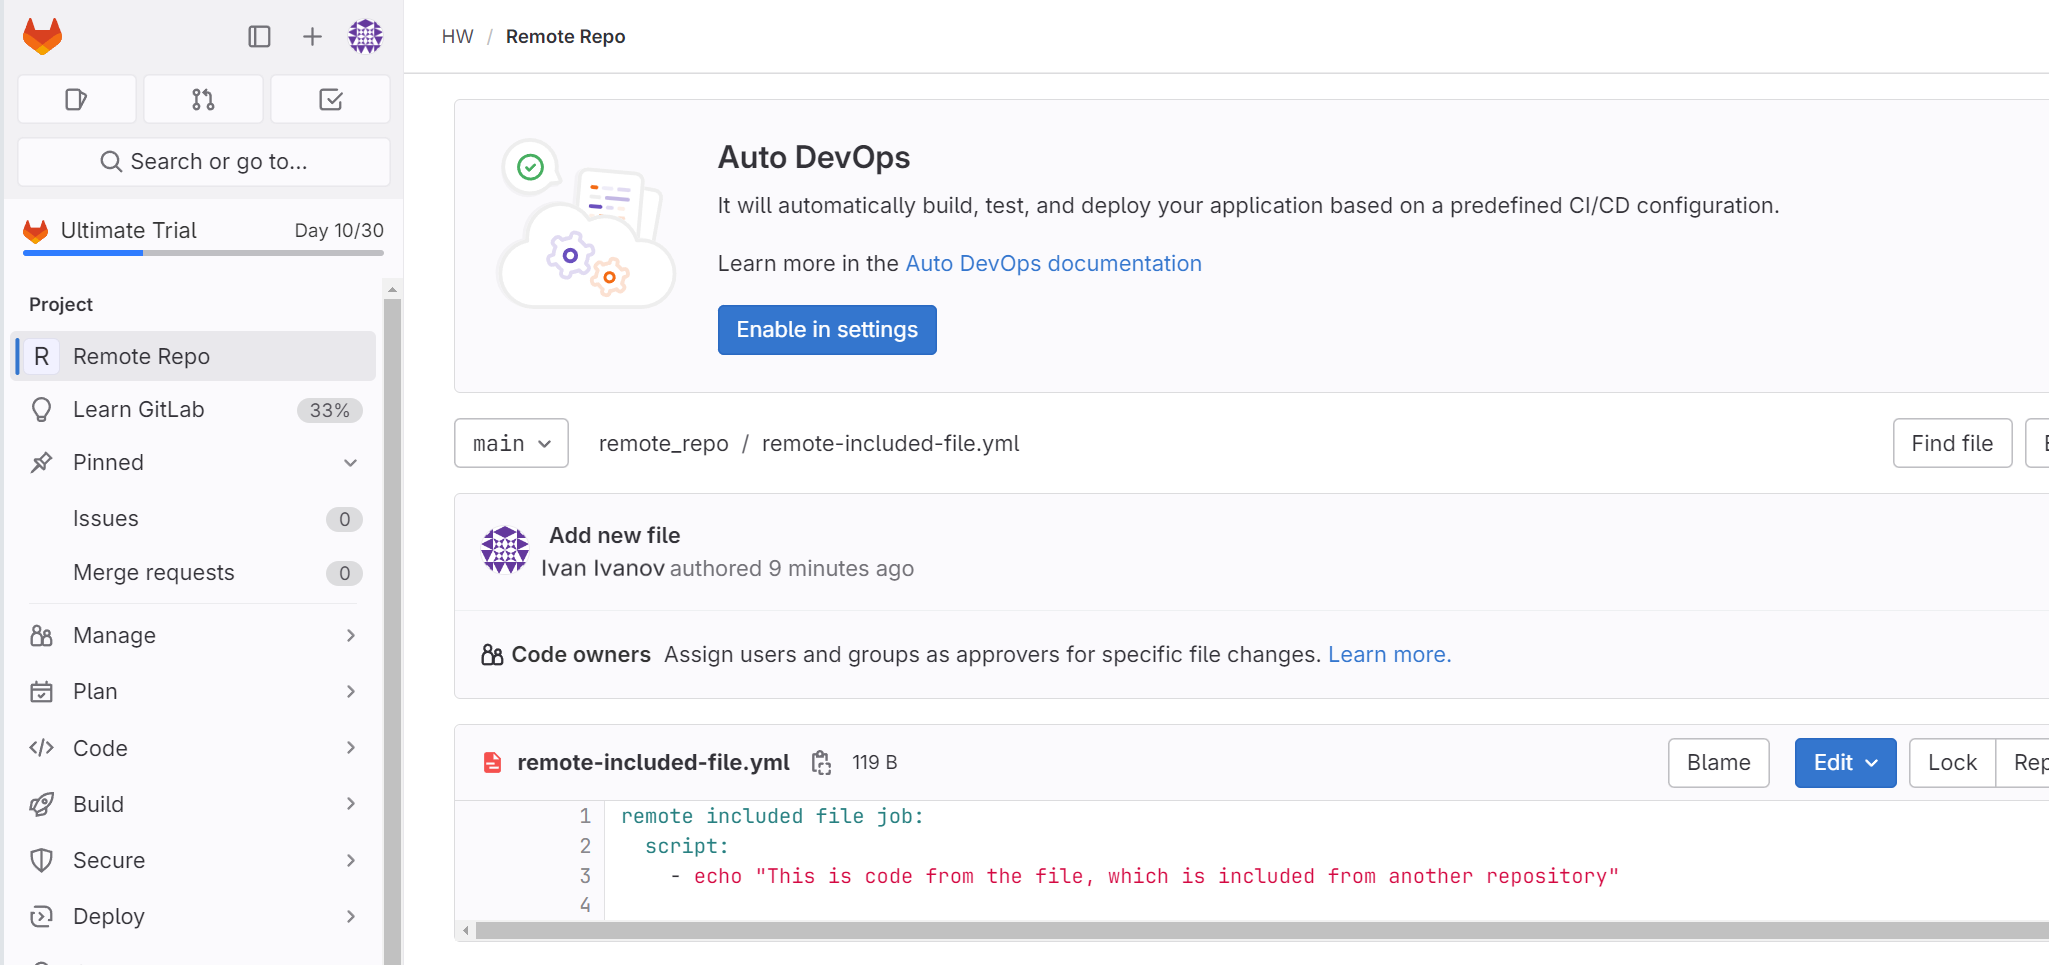 HW / Remote Repo
Search or go to...
Ultimate Trial Day 10/30
Project
R Remote Repo
Learn GitLab 33%
Pinned
Issues 0
Merge requests 0
Manage
Plan
Code
Build
Secure
Deploy
Auto DevOps
It will automatically build, test, and deploy your application based on a predefined CI/CD configuration.
Learn more in the Auto DevOps documentation
Enable in settings
main remote_repo / remote-included-file.yml Find file
Add new file
Ivan Ivanov authored 9 minutes ago
Code owners Assign users and groups as approvers for specific file changes. Learn more.
remote-included-file.yml 119 B Blame Edit Lock Rep
1 remote included file job:
2 script:
3 - echo "This is code from the file, which is included from another repository"
4